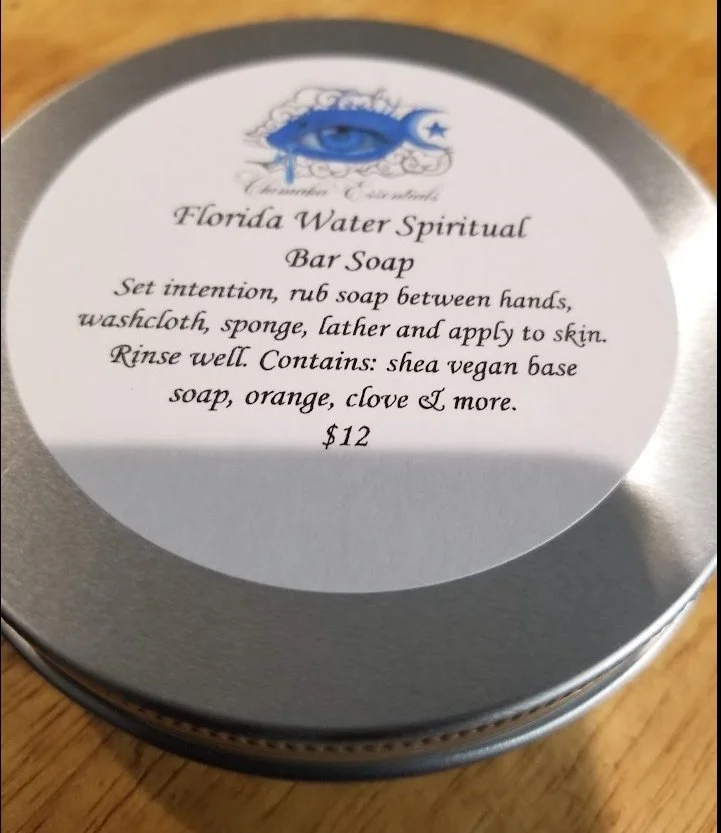 Essentials
Florida Water Spiritual
Bar Soap
Set intention, rub soap between hands,
washcloth, sponge, lather and apply to skin.
Rinse well. Contains: shea vegan base
soap, orange, clove & more.
$12